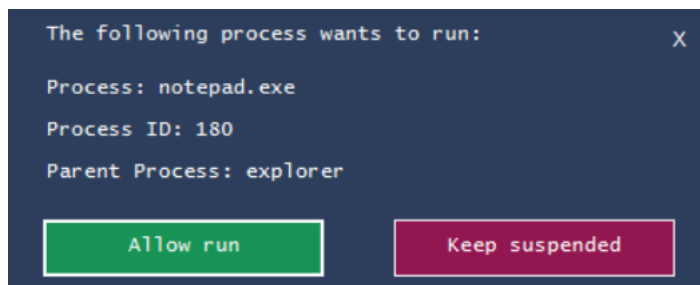 The following process wants to run:
X
Process: notepad.exe
Process ID: 180
Parent Process: explorer
Allow run
Keep suspended